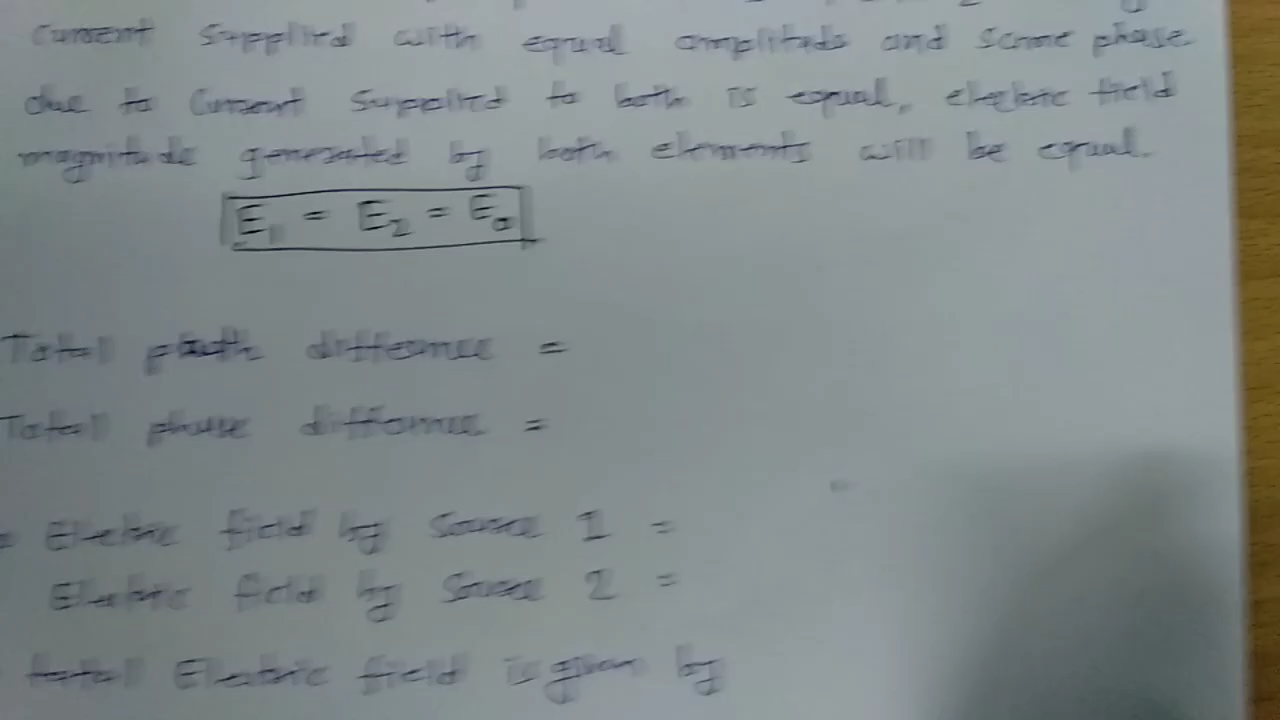 Current supplied with equal amplitude and same phase
due to current supplied to both is equal, electric field
magnitude generated by both elements will be equal.
E₁ = E₂ = E₀
Total path difference =
Total phase difference =
Electric field by source 1 =
Electric field by source 2 =
total Electric field is given by